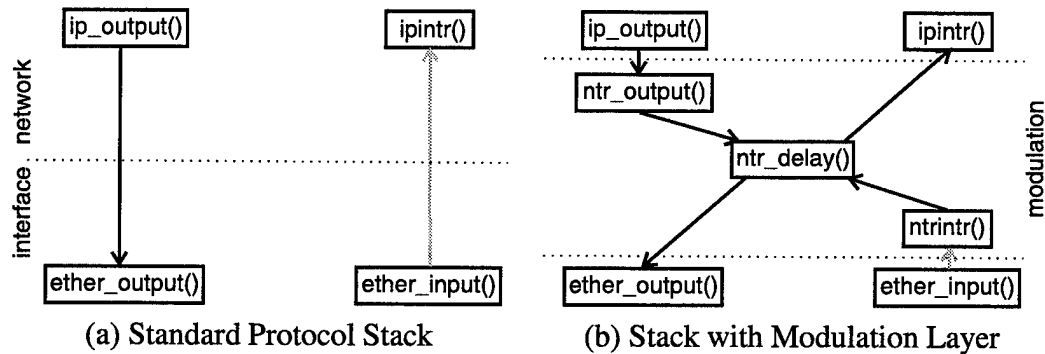 ip_output()
ipintr()
network
interface
ether_output()
ether_input()
(a) Standard Protocol Stack
ip_output()
ipintr()
ntr_output()
ntr_delay()
ntrintr()
modulation
ether_output()
ether_input()
(b) Stack with Modulation Layer